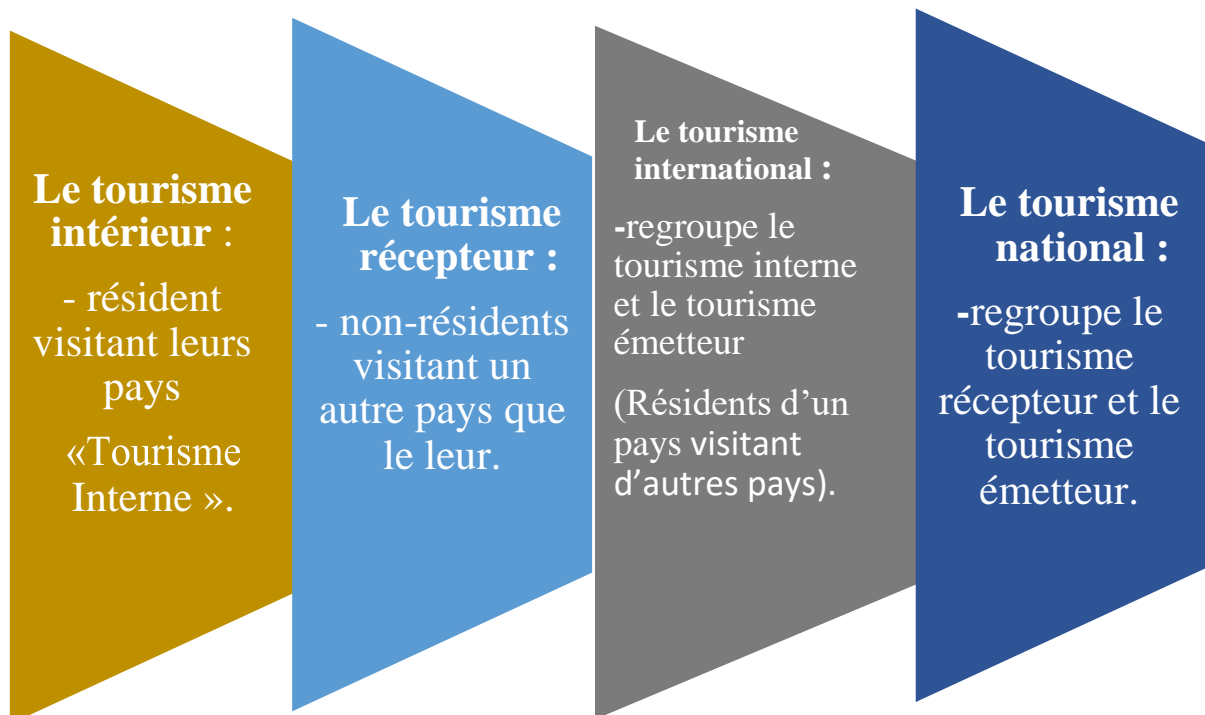 Le tourisme
intérieur :
- résident
visitant leurs
pays
«Tourisme
Interne ».
Le tourisme
récepteur :
- non-résidents
visitant un
autre pays que
le leur.
Le tourisme
international :
-regroupe le
tourisme interne
et le tourisme
émetteur
(Résidents d’un
pays visitant
d’autres pays).
Le tourisme
national :
-regroupe le
tourisme
récepteur et le
tourisme
émetteur.